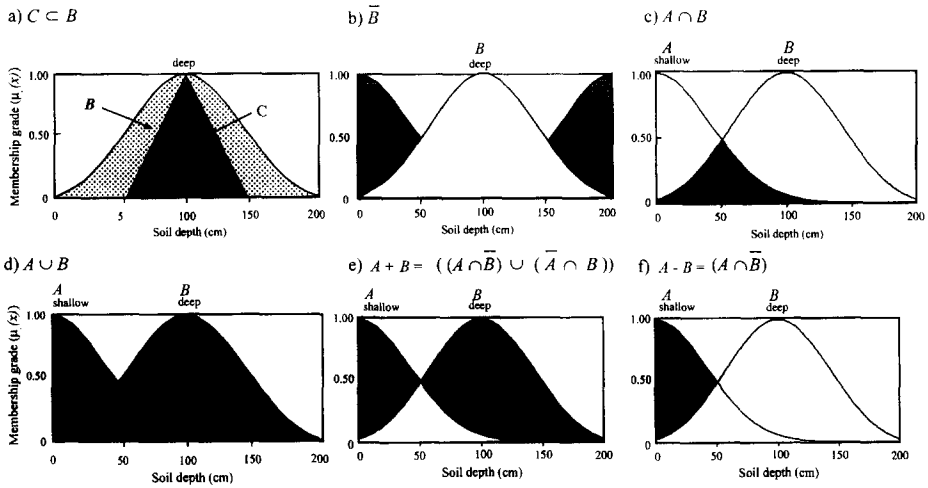 a) C ⊂ B
deep
Membership grade (μ (x))
1.00
0.50
0
B
C
0 5 100 150 200
Soil depth (cm)
b) B̅
B
deep
1.00
0.50
0
0 50 100 150 200
Soil depth (cm)
c) A ∩ B
A
shallow
B
deep
Membership grade (μ (x))
1.00
0.50
0
0 50 100 150 200
Soil depth (cm)
d) A ∪ B
A
shallow
B
deep
Membership grade (μ (x))
1.00
0.50
0
0 50 100 150 200
Soil depth (cm)
e) A + B = ((A ∩ B̅) ∪ (A̅ ∩ B))
A
shallow
B
deep
1.00
0.50
0
0 50 100 150 200
Soil depth (cm)
f) A - B = (A ∩ B̅)
A
shallow
B
deep
1.00
0.50
0
0 50 100 150 200
Soil depth (cm)